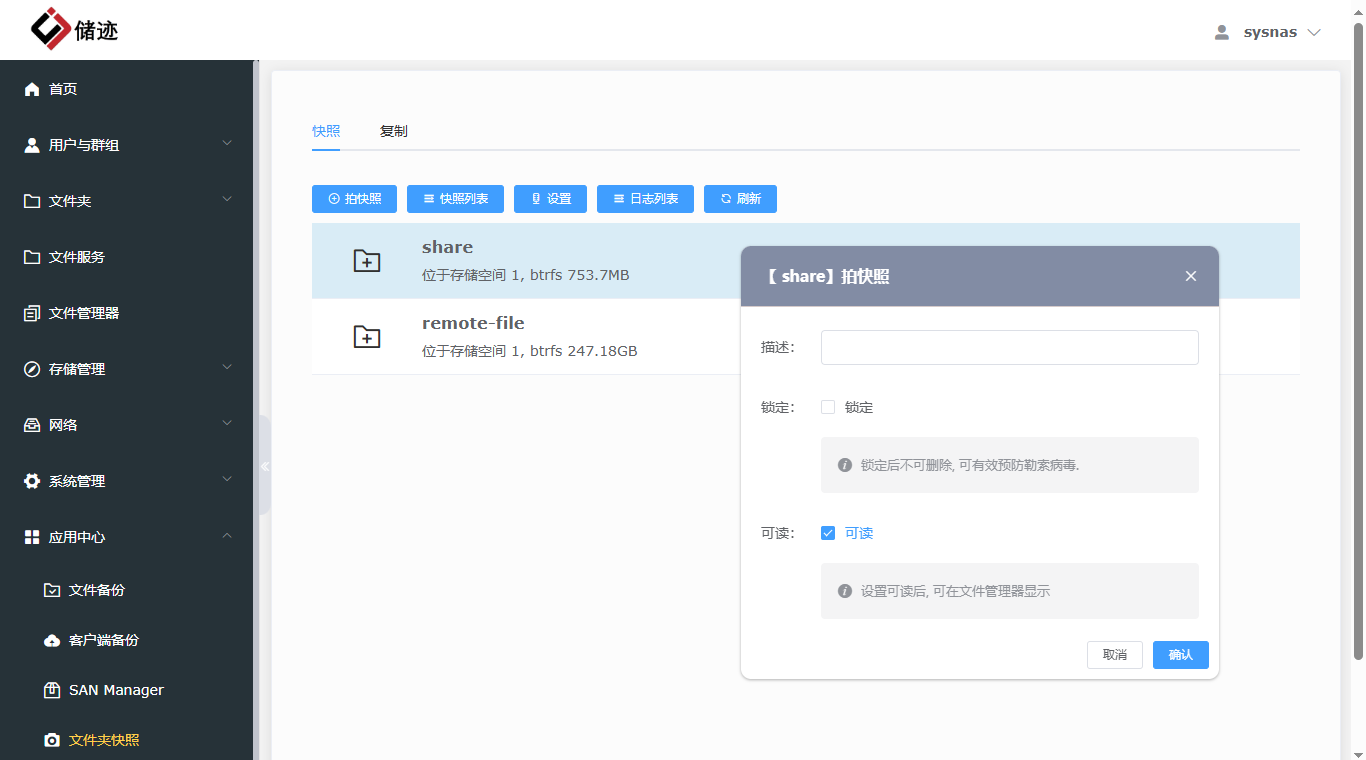 储迹
sysnas
首页
用户与群组
文件夹
文件服务
文件管理器
存储管理
网络
系统管理
应用中心
文件备份
客户端备份
SAN Manager
文件夹快照
快照
复制
拍快照
快照列表
设置
日志列表
刷新
share
位于存储空间 1, btrfs 753.7MB
remote-file
位于存储空间 1, btrfs 247.18GB
【 share】拍快照
描述:
锁定:
锁定
锁定后不可删除, 可有效预防勒索病毒.
可读:
可读
设置可读后, 可在文件管理器显示
取消
确认